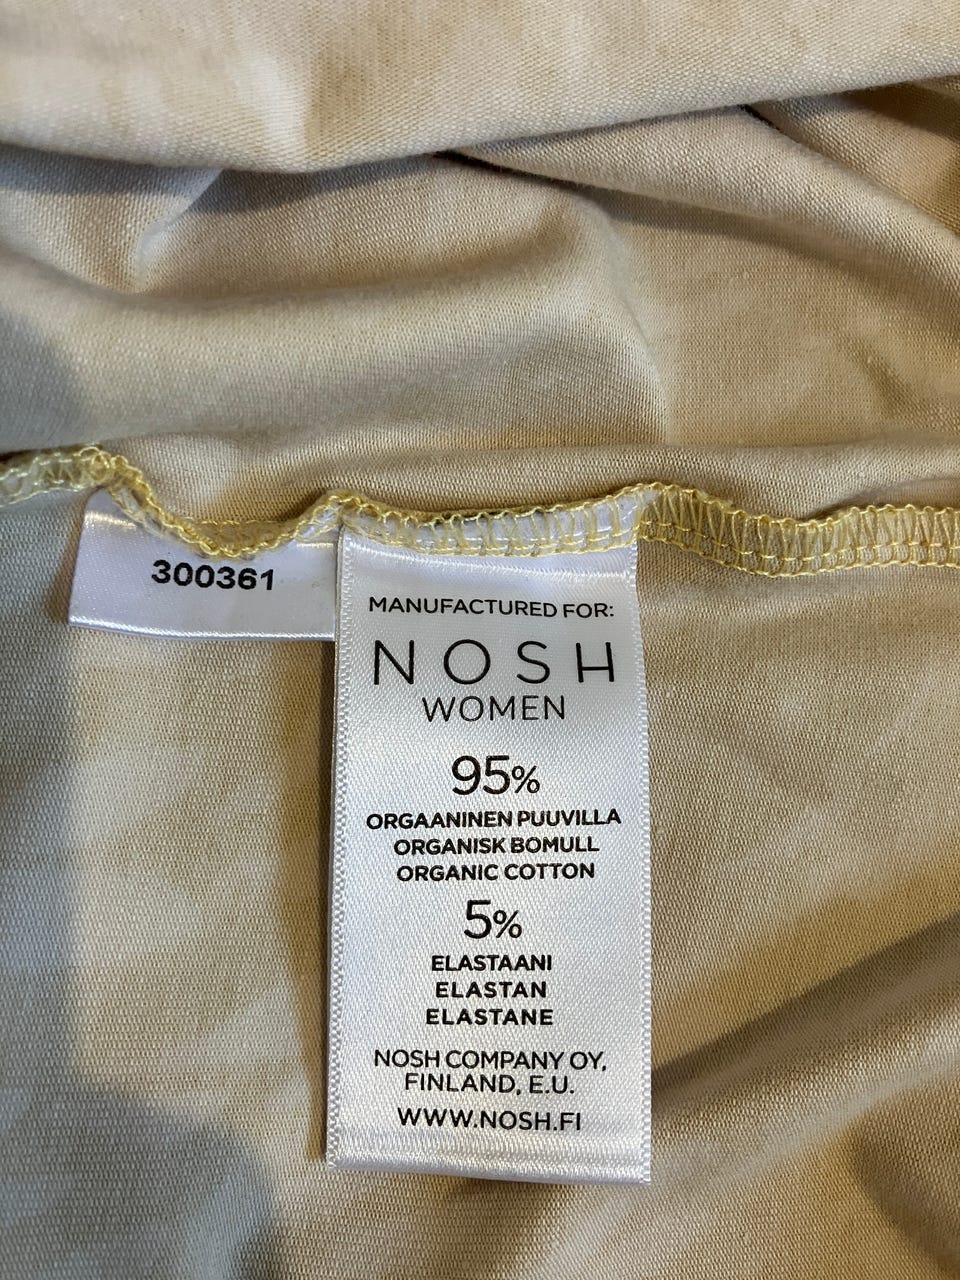 300361
MANUFACTURED FOR:
NOSH
WOMEN
95%
ORGAANINEN PUUVILLA
ORGANISK BOMULL
ORGANIC COTTON
5%
ELASTAANI
ELASTAN
ELASTANE
NOSH COMPANY OY,
FINLAND, E.U.
WWW.NOSH.FI